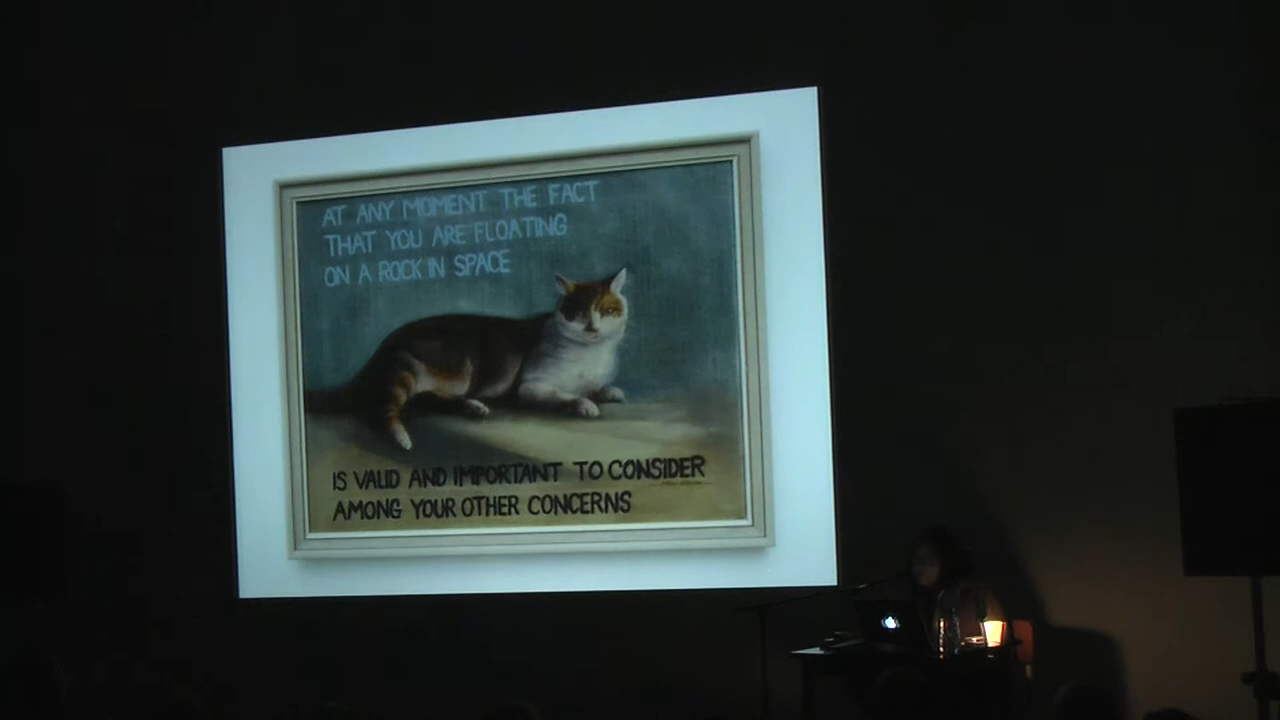 AT ANY MOMENT THE FACT
THAT YOU ARE FLOATING
ON A ROCK IN SPACE
IS VALID AND IMPORTANT TO CONSIDER
AMONG YOUR OTHER CONCERNS